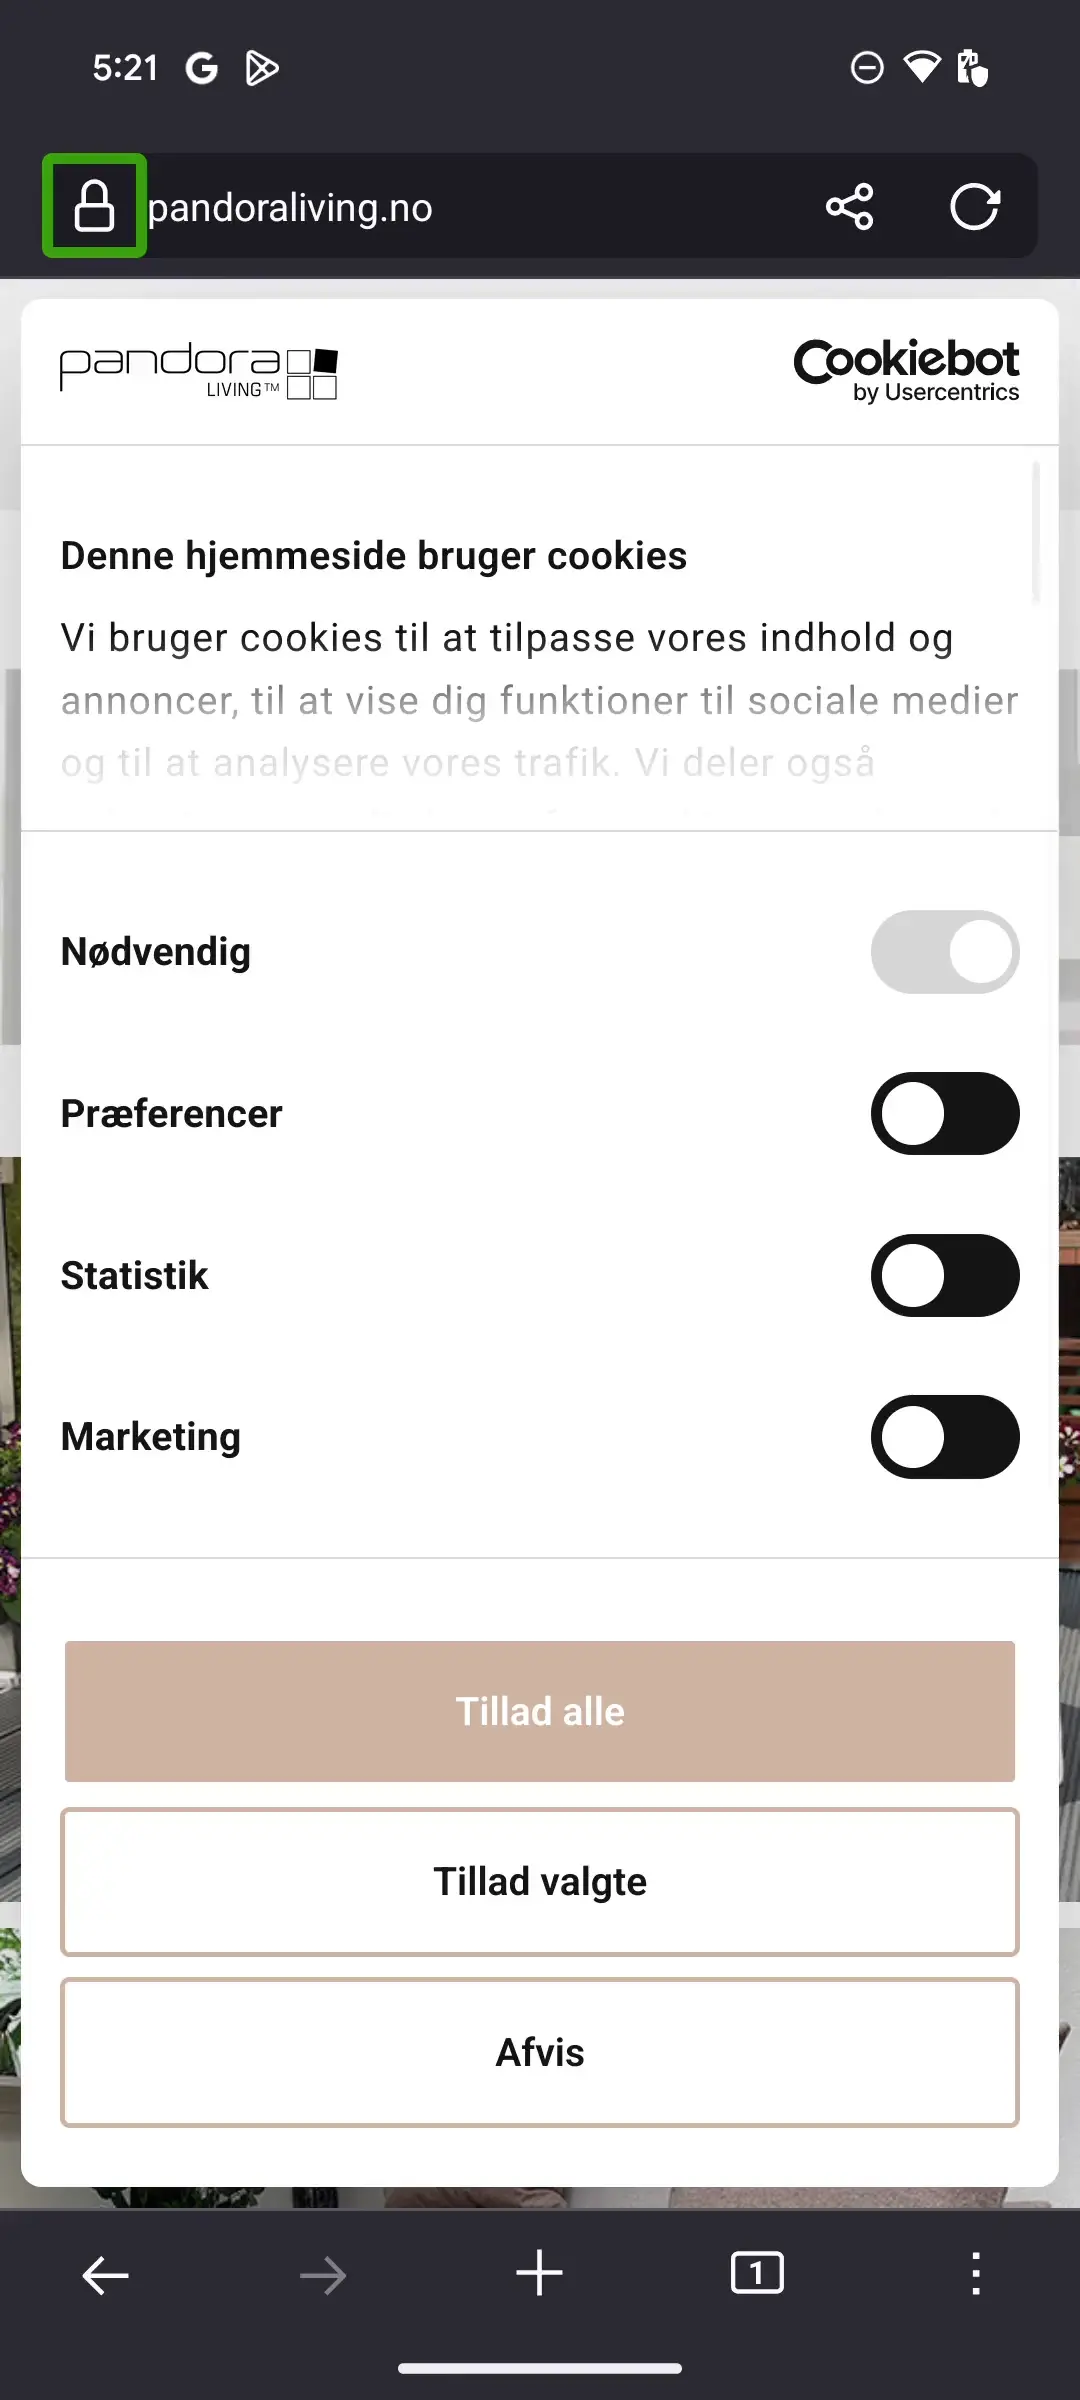 5:21
pandoraliving.no
pandora
LIVING™
Cookiebot
by Usercentrics
Denne hjemmeside bruger cookies
Vi bruger cookies til at tilpasse vores indhold og
annoncer, til at vise dig funktioner til sociale medier
og til at analysere vores trafik. Vi deler også
Nødvendig
Præferencer
Statistik
Marketing
Tillad alle
Tillad valgte
Afvis
1